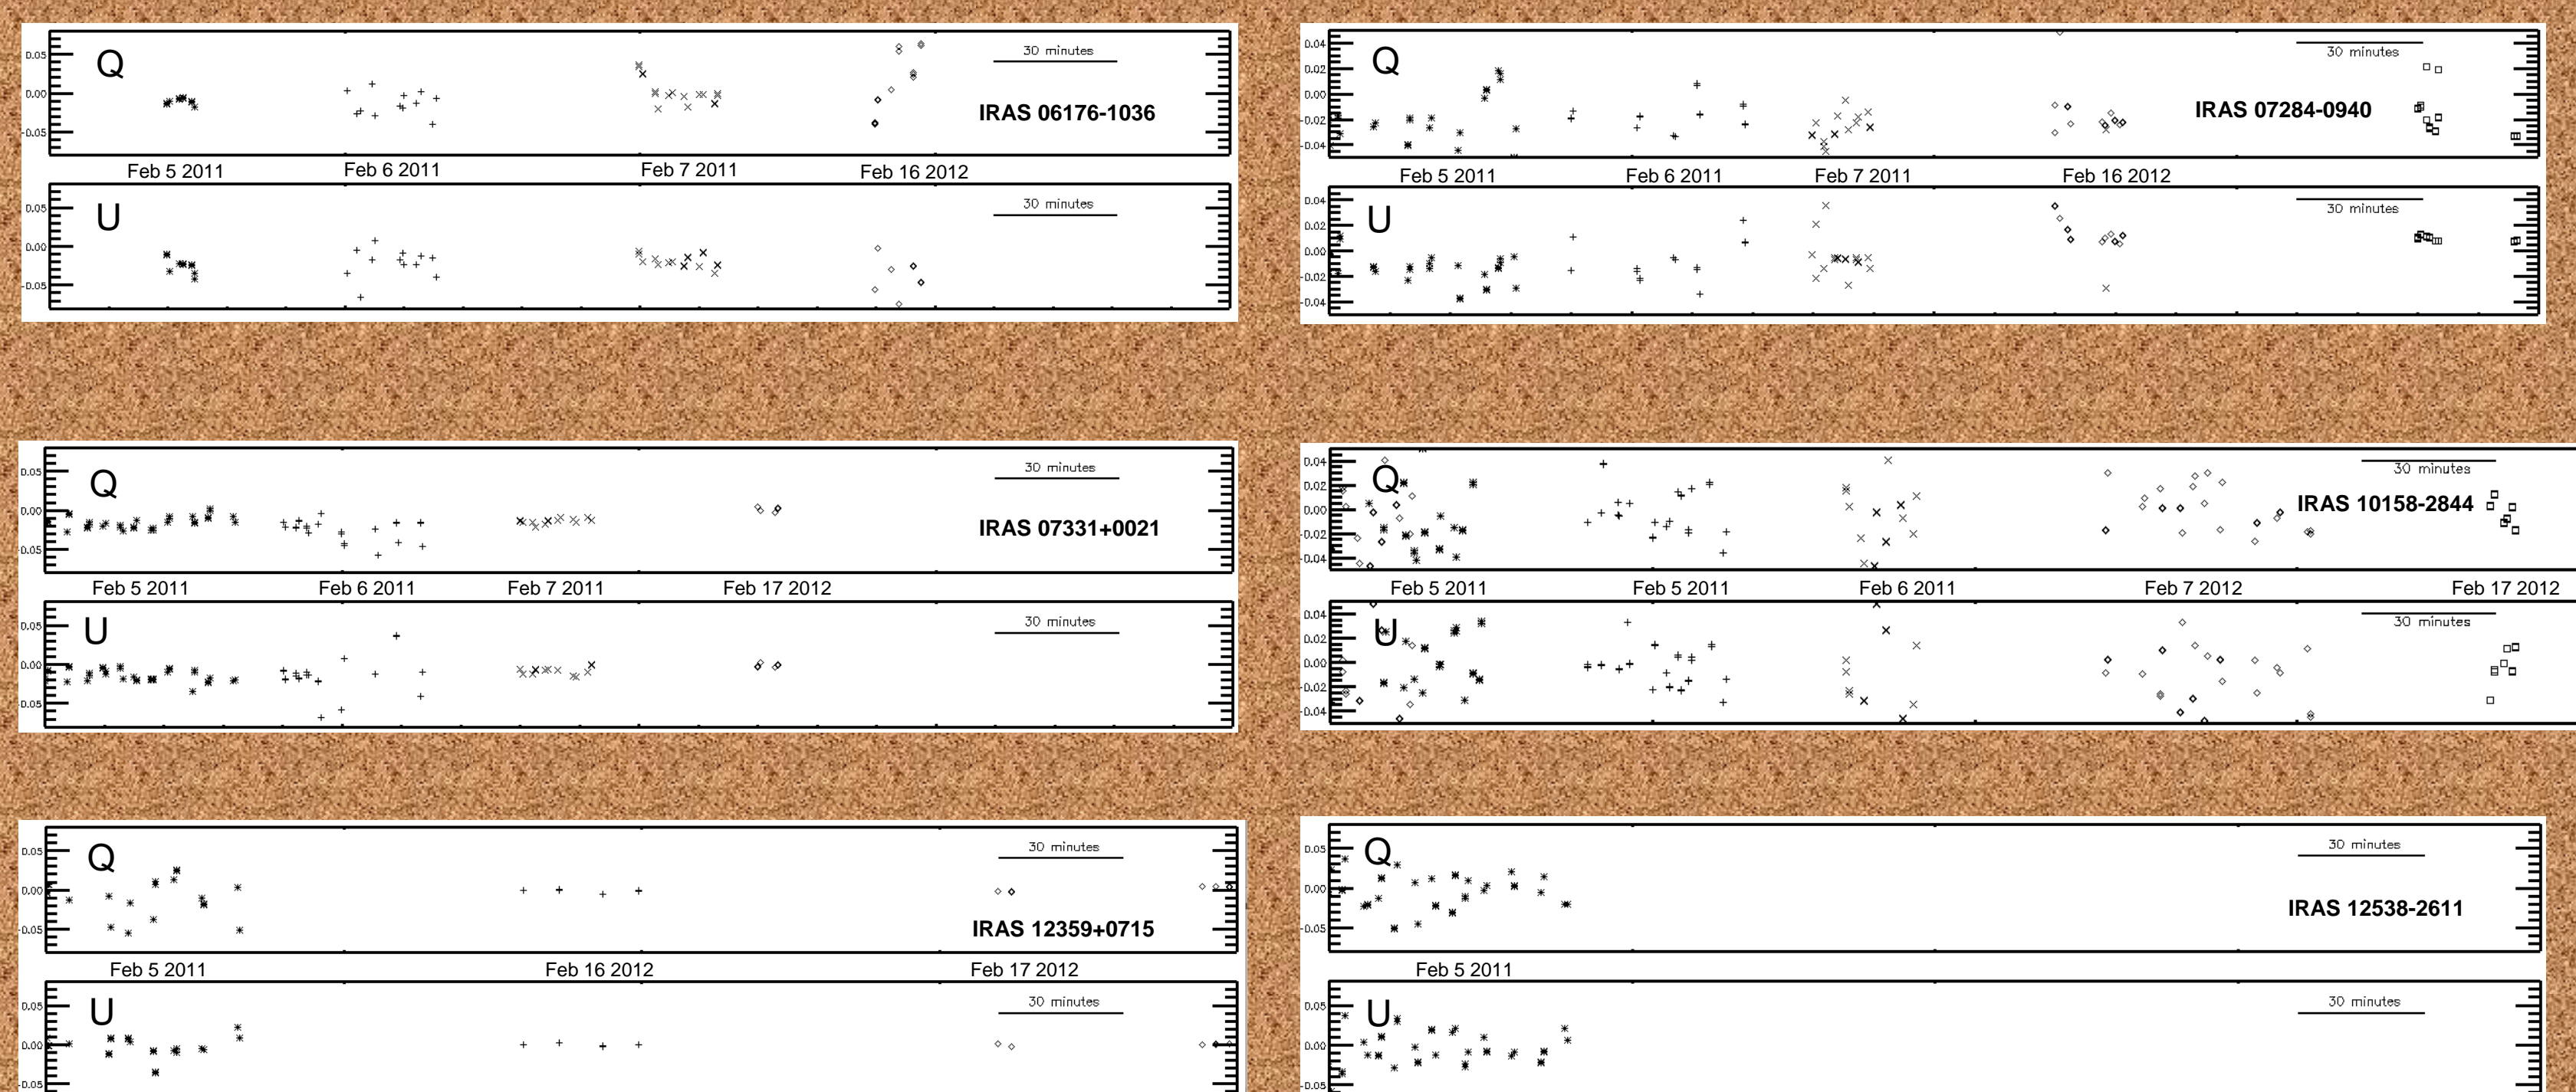 Q
30 minutes
0.05
0.00
-0.05
IRAS 06176-1036
Feb 5 2011 Feb 6 2011 Feb 7 2011 Feb 16 2012
U
30 minutes
0.05
0.00
-0.05
Q
30 minutes
0.04
0.02
0.00
-0.02
-0.04
IRAS 07284-0940
Feb 5 2011 Feb 6 2011 Feb 7 2011 Feb 16 2012
U
30 minutes
0.04
0.02
0.00
-0.02
-0.04
Q
30 minutes
0.05
0.00
-0.05
IRAS 07331+0021
Feb 5 2011 Feb 6 2011 Feb 7 2011 Feb 17 2012
U
30 minutes
0.05
0.00
-0.05
Q
30 minutes
0.04
0.02
0.00
-0.02
-0.04
IRAS 10158-2844
Feb 5 2011 Feb 5 2011 Feb 6 2011 Feb 7 2012 Feb 17 2012
U
30 minutes
0.04
0.02
0.00
-0.02
-0.04
Q
30 minutes
0.05
0.00
-0.05
IRAS 12359+0715
Feb 5 2011 Feb 16 2012 Feb 17 2012
U
30 minutes
0.05
0.00
-0.05
Q
30 minutes
0.05
0.00
-0.05
IRAS 12538-2611
Feb 5 2011
U
30 minutes
0.05
0.00
-0.05